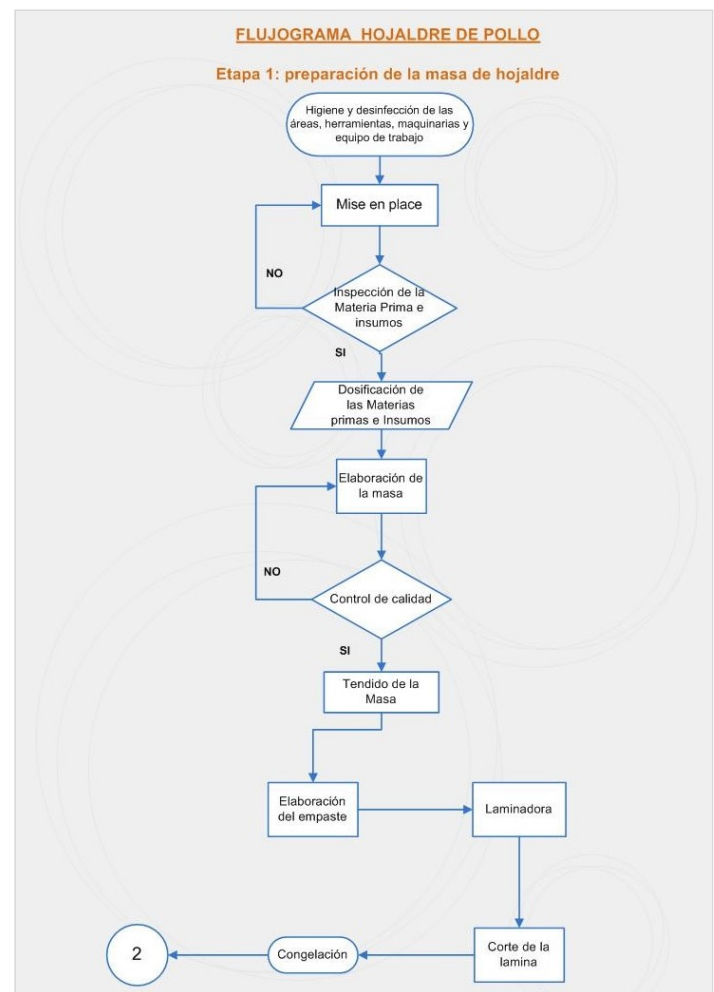 FLUJOGRAMA HOJALDRE DE POLLO
Etapa 1: preparación de la masa de hojaldre
Higiene y desinfección de las
áreas, herramientas, maquinarias y
equipo de trabajo
Mise en place
NO
Inspección de la
Materia Prima e
insumos
SI
Dosificación de
las Materias
primas e Insumos
Elaboración de
la masa
NO
Control de calidad
SI
Tendido de la
Masa
Elaboración
del empaste
Laminadora
2
Congelación
Corte de la
lamina